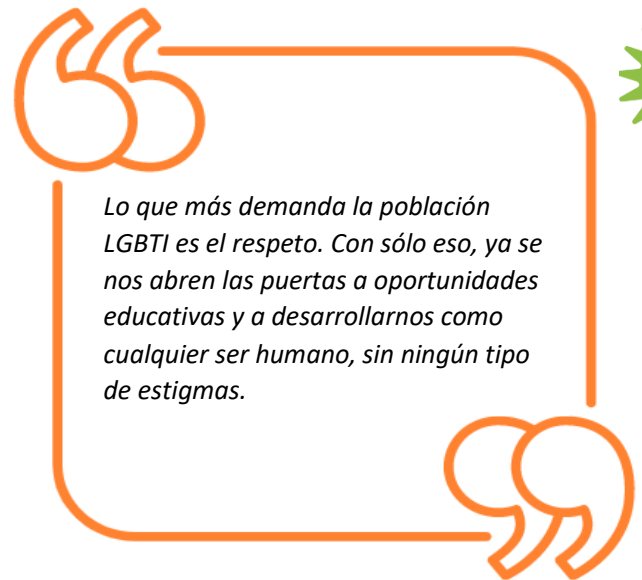 Lo que más demanda la población
LGBTI es el respeto. Con sólo eso, ya se
nos abren las puertas a oportunidades
educativas y a desarrollarnos como
cualquier ser humano, sin ningún tipo
de estigmas.